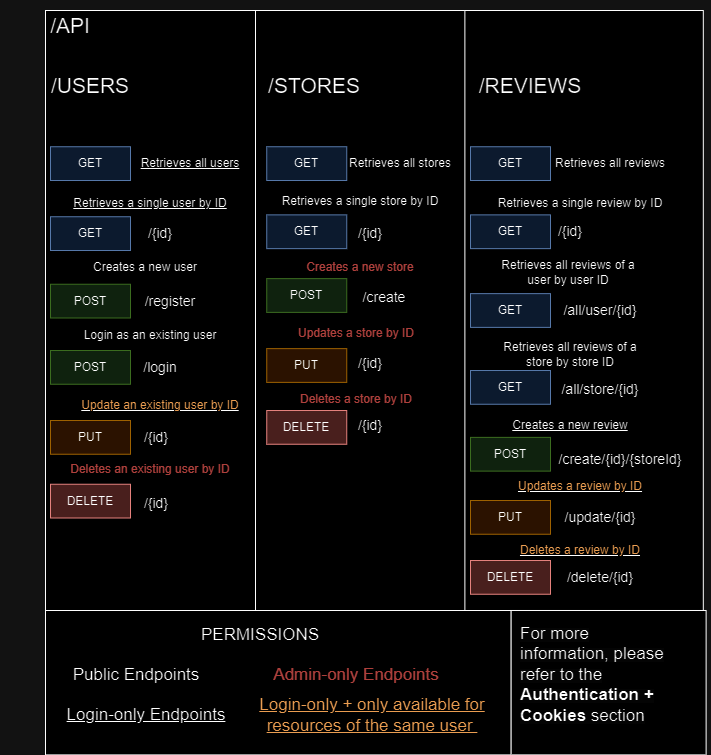 /API
/USERS
GET Retrieves all users
Retrieves a single user by ID
GET /{id}
Creates a new user
POST /register
Login as an existing user
POST /login
Update an existing user by ID
PUT /{id}
Deletes an existing user by ID
DELETE /{id}
/STORES
GET Retrieves all stores
Retrieves a single store by ID
GET /{id}
Creates a new store
POST /create
Updates a store by ID
PUT /{id}
Deletes a store by ID
DELETE /{id}
/REVIEWS
GET Retrieves all reviews
Retrieves a single review by ID
GET /{id}
Retrieves all reviews of a
user by user ID
GET /all/user/{id}
Retrieves all reviews of a
store by store ID
GET /all/store/{id}
Creates a new review
POST /create/{id}/{storeId}
Updates a review by ID
PUT /update/{id}
Deletes a review by ID
DELETE /delete/{id}
PERMISSIONS
Public Endpoints
Admin-only Endpoints
Login-only Endpoints
Login-only + only available for
resources of the same user
For more
information, please
refer to the
Authentication +
Cookies section